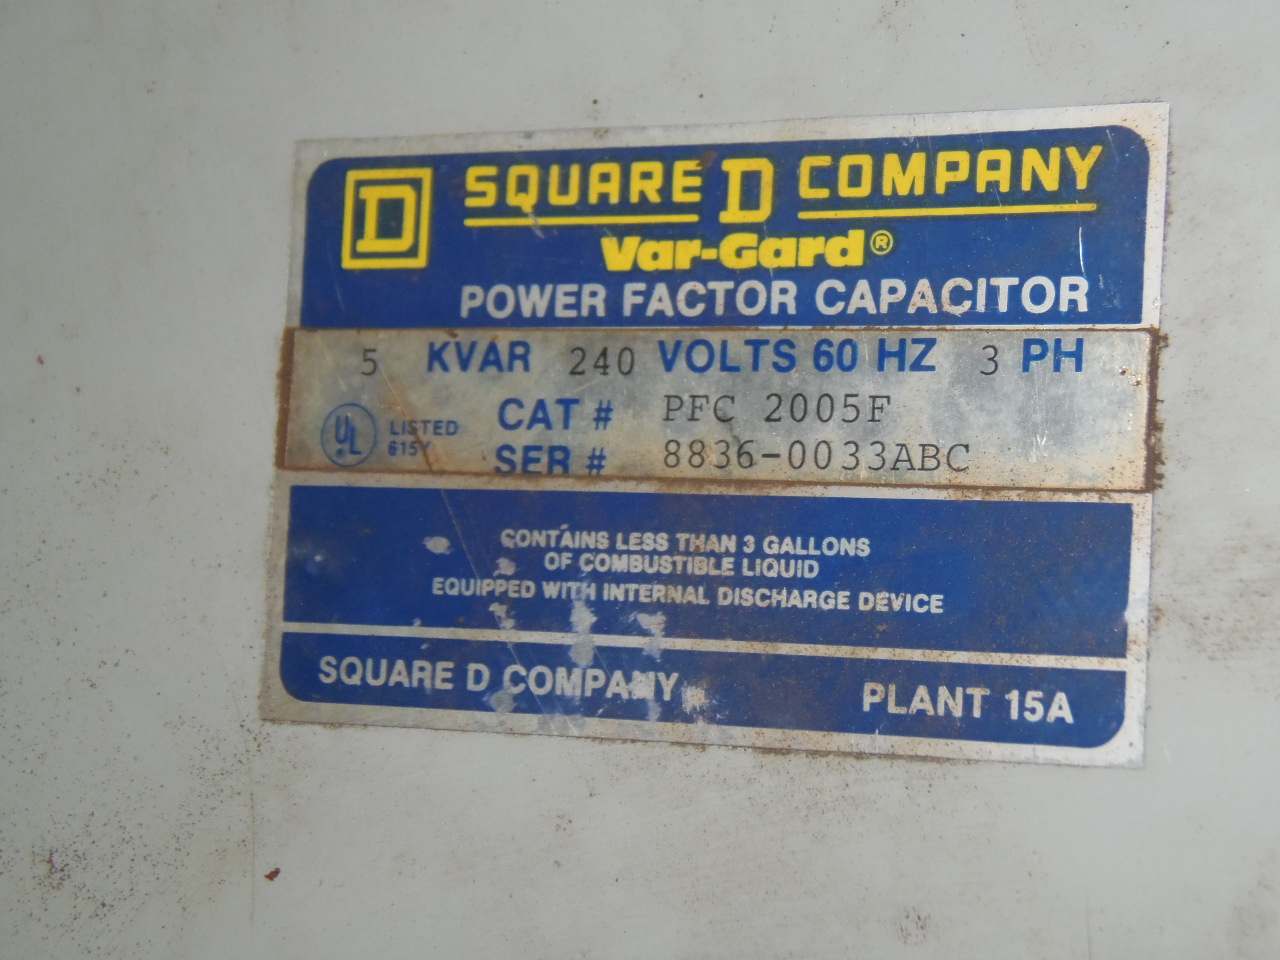 D SQUARE D COMPANY
Var-Gard®
POWER FACTOR CAPACITOR
5 KVAR 240 VOLTS 60 HZ 3 PH
UL LISTED 615Y CAT # PFC 2005F
SER # 8836-0033ABC
CONTAINS LESS THAN 3 GALLONS
OF COMBUSTIBLE LIQUID
EQUIPPED WITH INTERNAL DISCHARGE DEVICE
SQUARE D COMPANY PLANT 15A